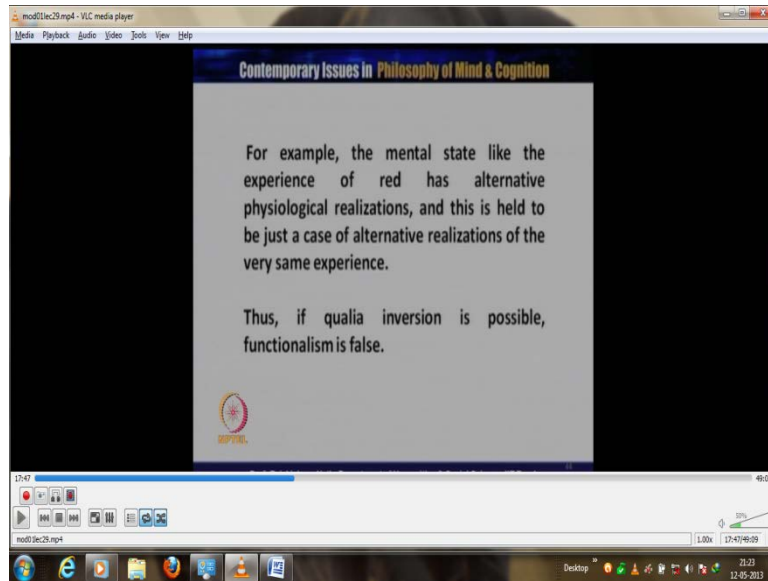 mod01lec29.mp4 - VLC media player
Media Playback Audio Video Tools View Help
Contemporary Issues in Philosophy of Mind & Cognition
For example, the mental state like the
experience of red has alternative
physiological realizations, and this is held to
be just a case of alternative realizations of the
very same experience.
Thus, if qualia inversion is possible,
functionalism is false.
NPTEL
17:47
mod01lec29.mp4
1.00x 17:47/49:09
Desktop
21:23
12-05-2013